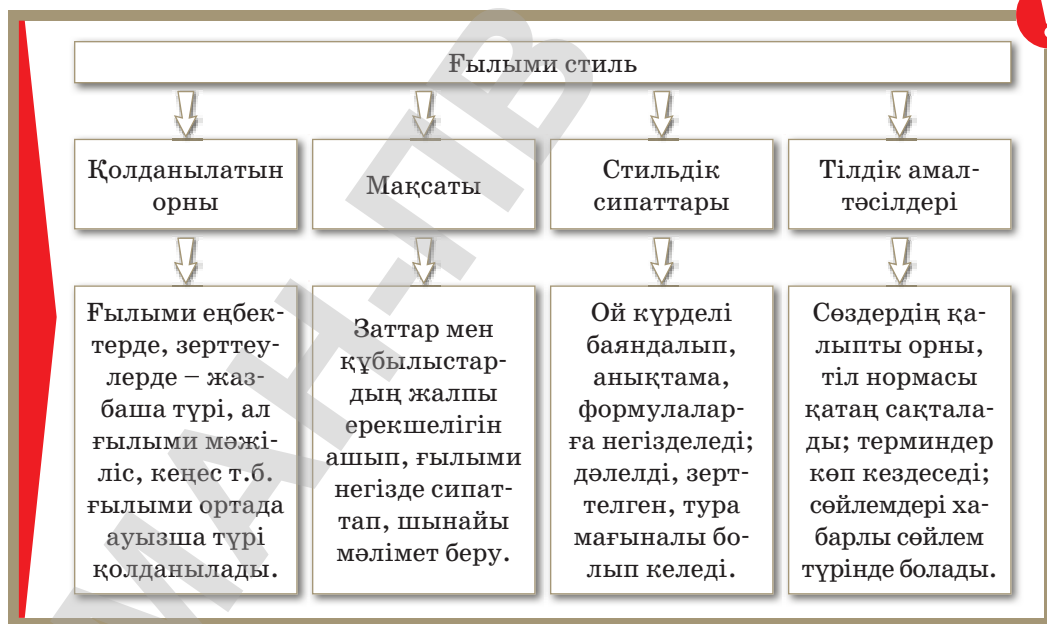 Ғылыми стиль
Қолданылатын
орны
Мақсаты
Стильдік
сипаттары
Тілдік амал-
тәсілдері
Ғылыми еңбек-
терде, зерттеу-
лерде – жаз-
баша түрі, ал
ғылыми мәжі-
ліс, кеңес т.б.
ғылыми ортада
ауызша түрі
қолданылады.
Заттар мен
құбылыстар-
дың жалпы
ерекшелігін
ашып, ғылыми
негізде сипат-
тап, шынайы
мәлімет беру.
Ой күрделі
баяндалып,
анықтама,
формулалар-
ға негізделеді;
дәлелді, зерт-
телген, тура
мағыналы бо-
лып келеді.
Сөздердің қа-
лыпты орны,
тіл нормасы
қатаң сақтала-
ды; терминдер
көп кездеседі;
сөйлемдері ха-
барлы сөйлем
түрінде болады.
МАН-ПВ